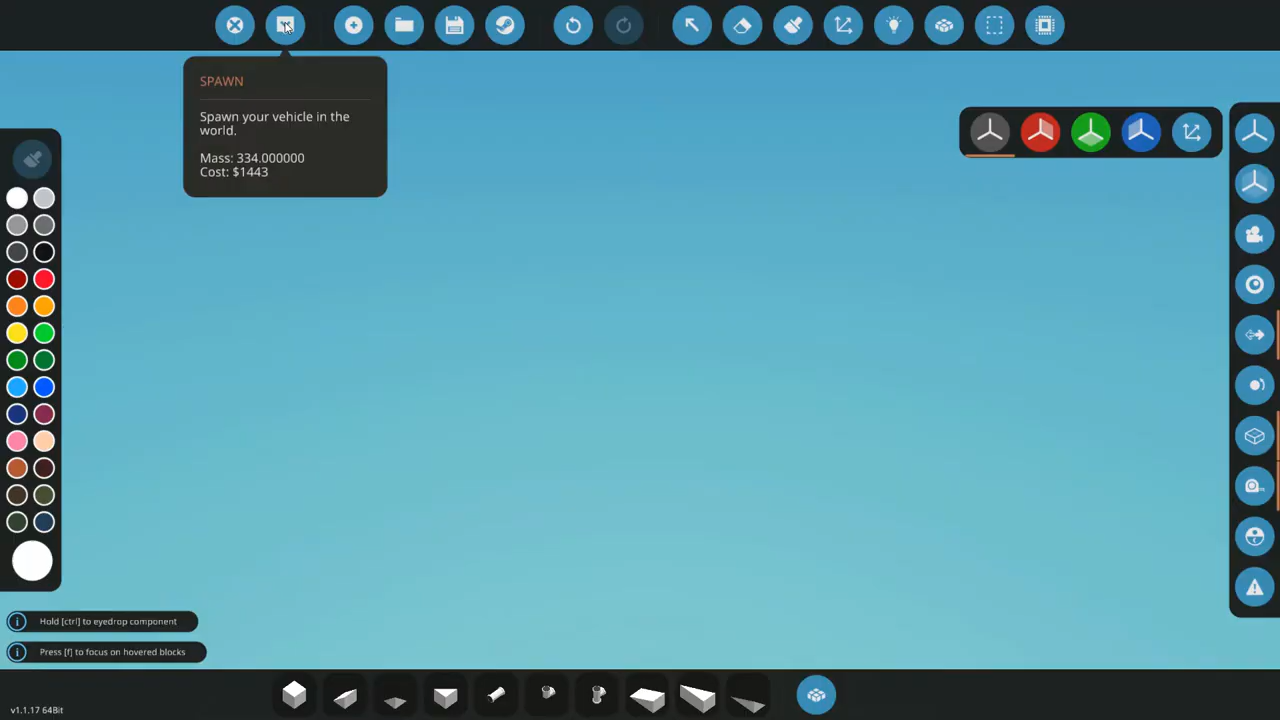 SPAWN
Spawn your vehicle in the
world.
Mass: 334.000000
Cost: $1443
Hold [ctrl] to eyedrop component
Press [f] to focus on hovered blocks
v1.1.17 64Bit